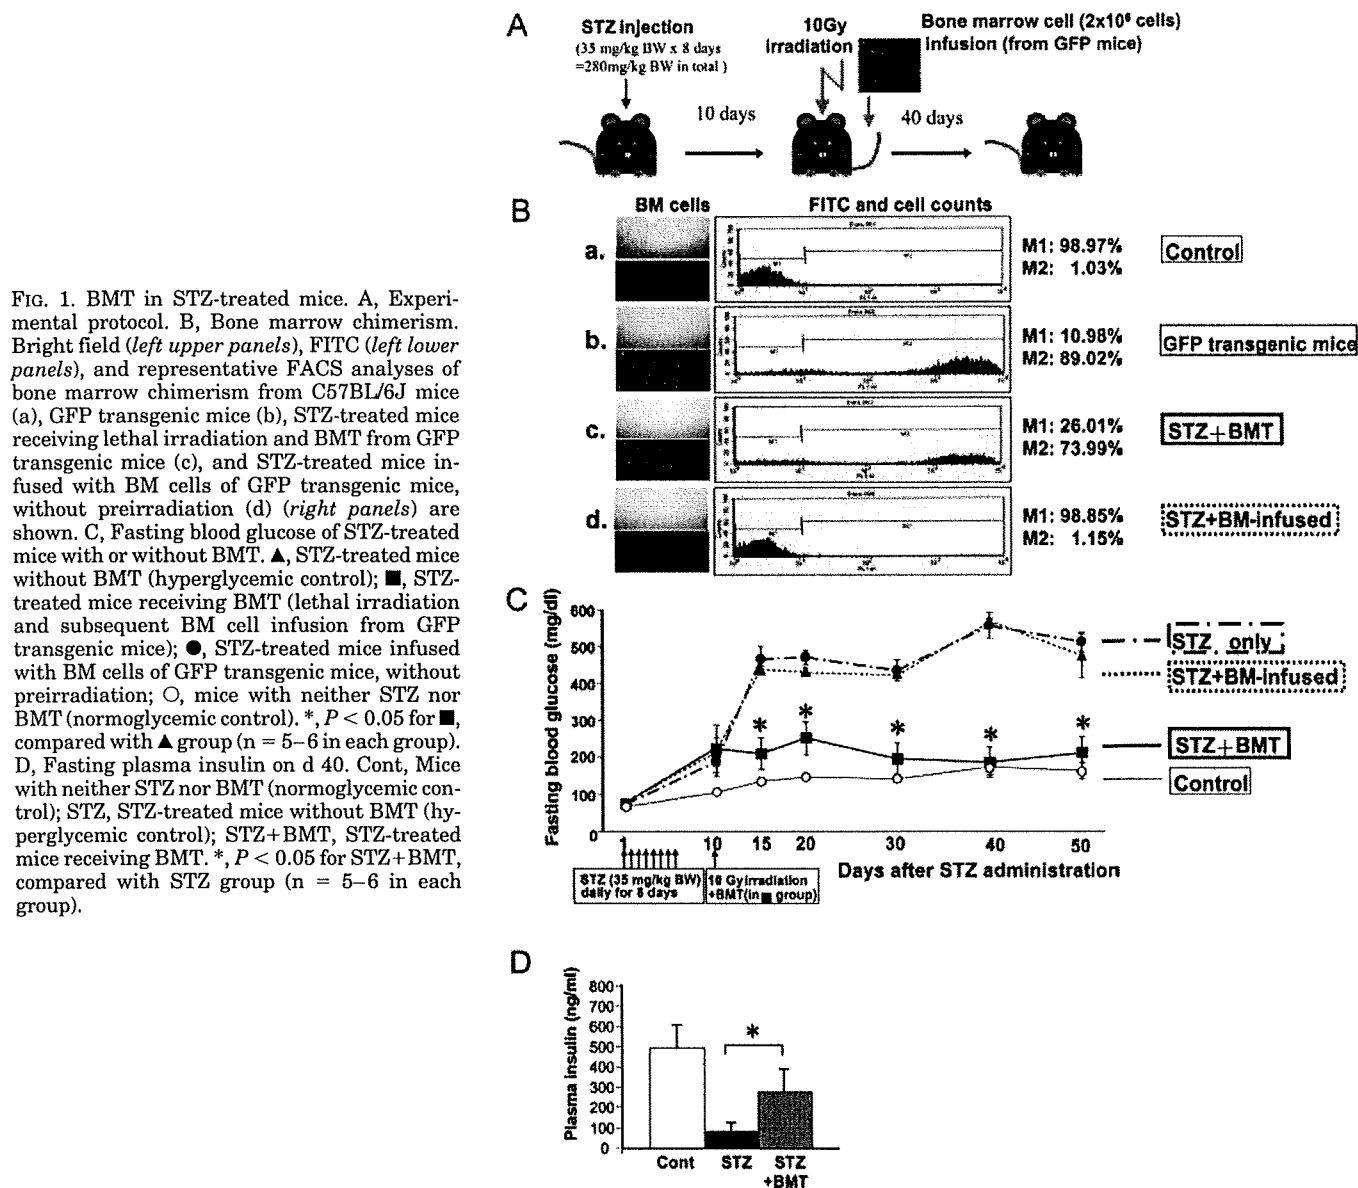 FIG. 1. BMT in STZ-treated mice. A, Experi-
mental protocol. B, Bone marrow chimerism.
Bright field (left upper panels), FITC (left lower
panels), and representative FACS analyses of
bone marrow chimerism from C57BL/6J mice
(a), GFP transgenic mice (b), STZ-treated mice
receiving lethal irradiation and BMT from GFP
transgenic mice (c), and STZ-treated mice in-
fused with BM cells of GFP transgenic mice,
without preirradiation (d) (right panels) are
shown. C, Fasting blood glucose of STZ-treated
mice with or without BMT. ▲, STZ-treated mice
without BMT (hyperglycemic control); ■, STZ-
treated mice receiving BMT (lethal irradiation
and subsequent BM cell infusion from GFP
transgenic mice); ●, STZ-treated mice infused
with BM cells of GFP transgenic mice, without
preirradiation; ○, mice with neither STZ nor
BMT (normoglycemic control). *, P < 0.05 for ■,
compared with ▲ group (n = 5–6 in each group).
D, Fasting plasma insulin on d 40. Cont, Mice
with neither STZ nor BMT (normoglycemic con-
trol); STZ, STZ-treated mice without BMT (hy-
perglycemic control); STZ+BMT, STZ-treated
mice receiving BMT. *, P < 0.05 for STZ+BMT,
compared with STZ group (n = 5–6 in each
group).
A
STZ injection
(35 mg/kg BW x 8 days
=280mg/kg BW in total )
10Gy
irradiation
Bone marrow cell (2x10⁶ cells)
Infusion (from GFP mice)
10 days
40 days
B
BM cells
FITC and cell counts
a.
M1: 98.97%
M2: 1.03%
Control
b.
M1: 10.98%
M2: 89.02%
GFP transgenic mice
c.
M1: 26.01%
M2: 73.99%
STZ+BMT
d.
M1: 98.85%
M2: 1.15%
STZ+BM-infused
C
Fasting blood glucose (mg/dl)
600
500
400
300
200
100
0
* * * * *
STZ only
STZ+BM-infused
STZ+BMT
Control
1 10 15 20 30 40 50
Days after STZ administration
STZ (35 mg/kg BW)
daily for 8 days
10 Gy irradiation
+BMT(in ■ group)
D
Plasma insulin (ng/ml)
800
700
600
500
400
300
200
100
0
*
Cont STZ STZ
+BMT